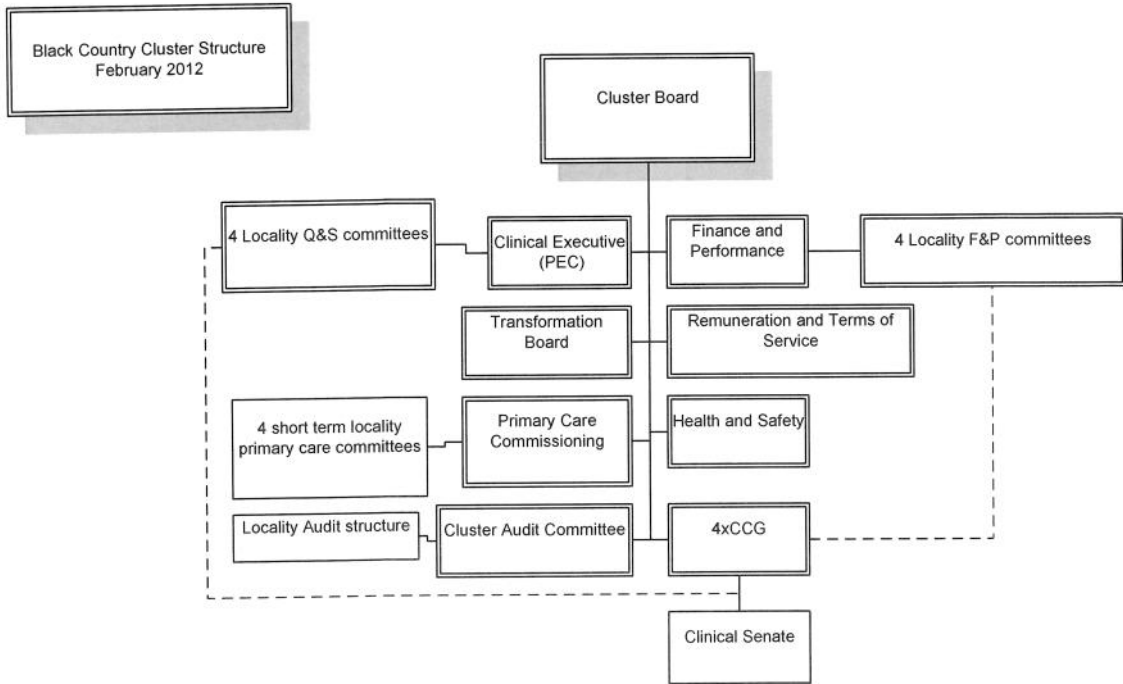 Black Country Cluster Structure
February 2012
Cluster Board
4 Locality Q&S committees
Clinical Executive
(PEC)
Finance and
Performance
4 Locality F&P committees
Transformation
Board
Remuneration and Terms of
Service
4 short term locality
primary care committees
Primary Care
Commissioning
Health and Safety
Locality Audit structure
Cluster Audit Committee
4xCCG
Clinical Senate